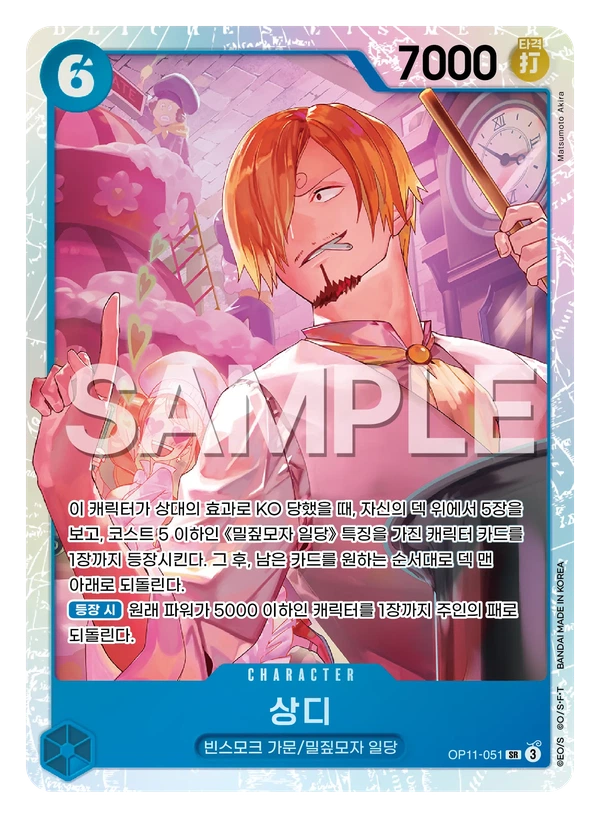 6
7000
타격
打
Matsumoto Akira
SAMPLE
이 캐릭터가 상대의 효과로 KO 당했을 때, 자신의 덱 위에서 5장을
보고, 코스트 5 이하인 《밀짚모자 일당》 특징을 가진 캐릭터 카드를
1장까지 등장시킨다. 그 후, 남은 카드를 원하는 순서대로 덱 맨
아래로 되돌린다.
등장 시 원래 파워가 5000 이하인 캐릭터를 1장까지 주인의 패로
되돌린다.
CHARACTER
상디
빈스모크 가문/밀짚모자 일당
OP11-051 SR 3
©EO/S ©O/S·F·T BANDAI MADE IN KOREA